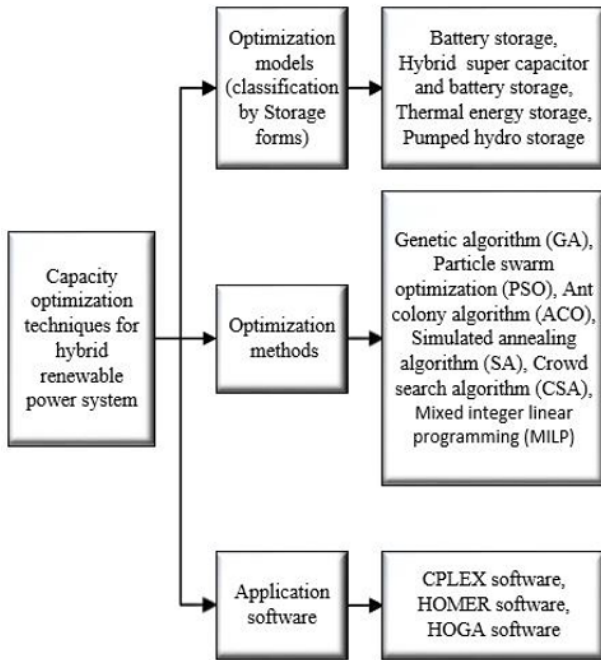 Capacity
optimization
techniques for
hybrid
renewable
power system
Optimization
models
(classification
by Storage
forms)
Battery storage,
Hybrid super capacitor
and battery storage,
Thermal energy storage,
Pumped hydro storage
Optimization
methods
Genetic algorithm (GA),
Particle swarm
optimization (PSO), Ant
colony algorithm (ACO),
Simulated annealing
algorithm (SA), Crowd
search algorithm (CSA),
Mixed integer linear
programming (MILP)
Application
software
CPLEX software,
HOMER software,
HOGA software